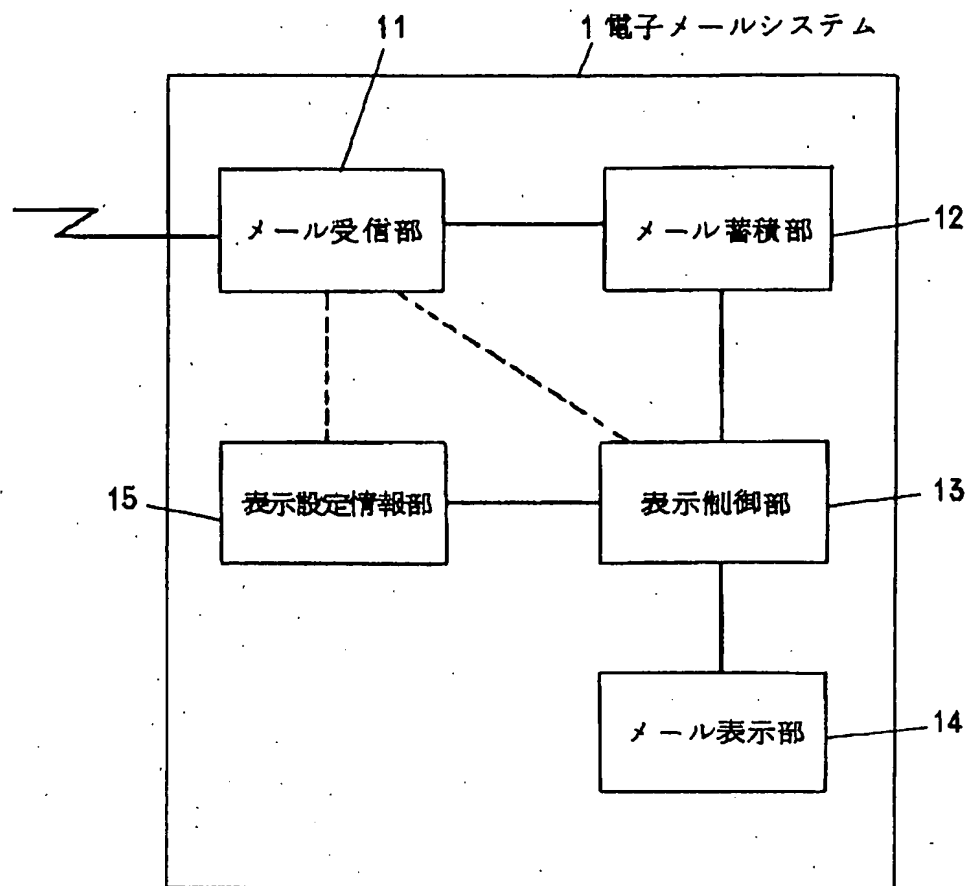 11
1 電子メールシステム
メール受信部
メール蓄積部
12
15
表示設定情報部
表示制御部
13
メール表示部
14